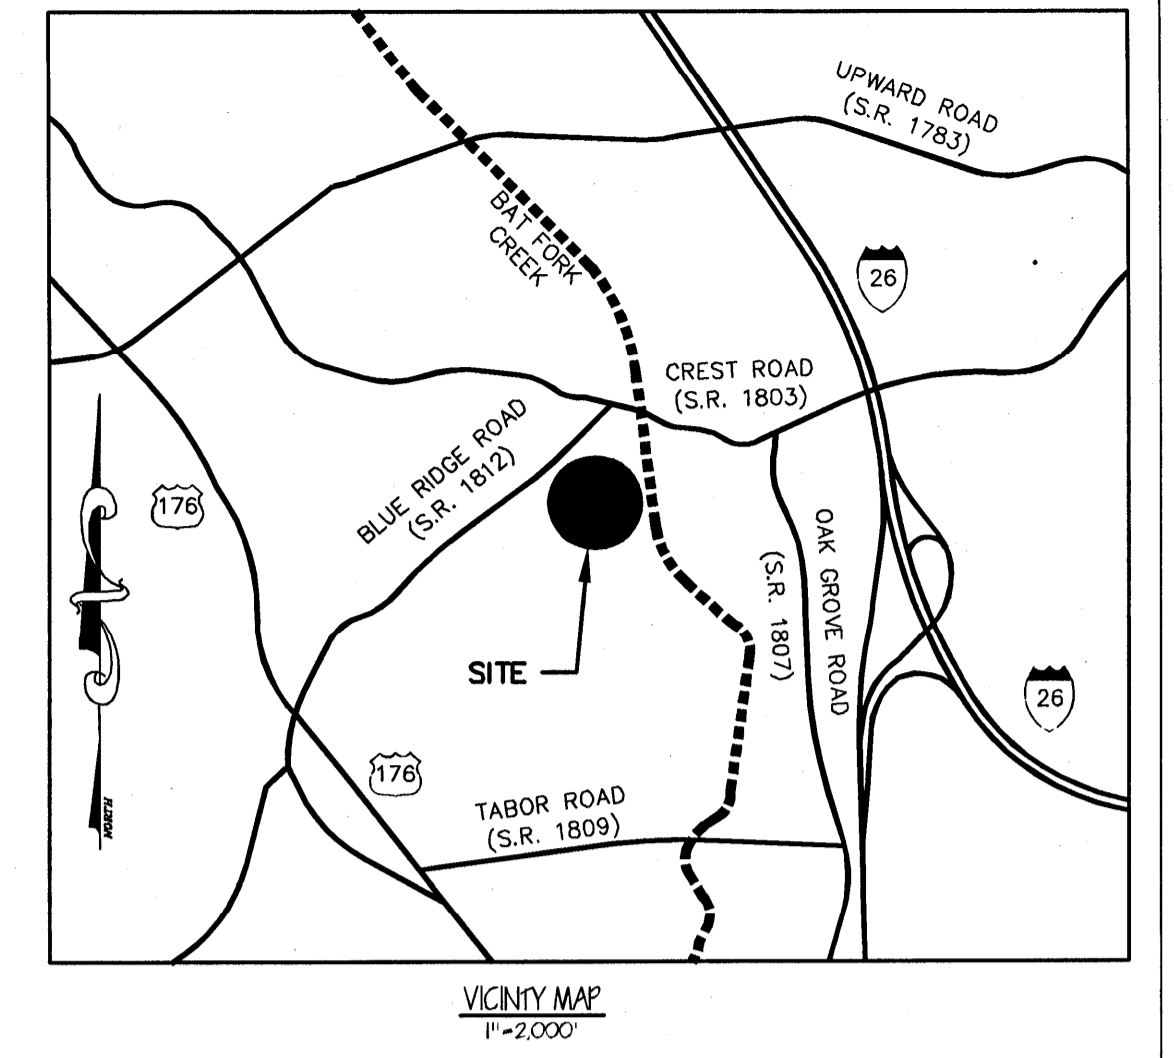 UPWARD ROAD
(S.R. 1783)
BAT FORK
CREEK
26
CREST ROAD
(S.R. 1803)
BLUE RIDGE ROAD
(S.R. 1812)
176
OAK GROVE ROAD
(S.R. 1807)
SITE
26
176
TABOR ROAD
(S.R. 1809)
NORTH
VICINTY MAP
1"=2,000'